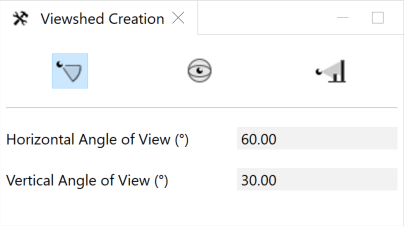 Viewshed Creation
Horizontal Angle of View (°) 60.00
Vertical Angle of View (°) 30.00